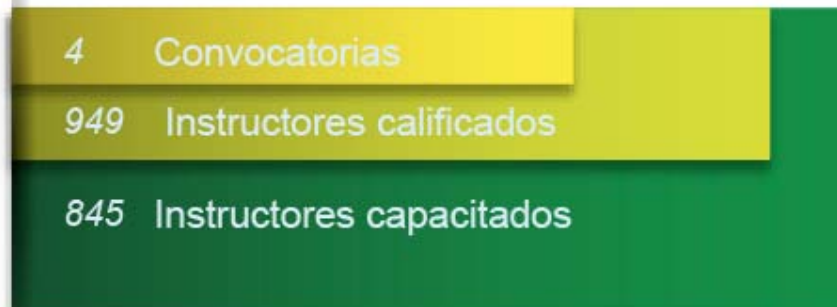 4 Convocatorias
949 Instructores calificados
845 Instructores capacitados